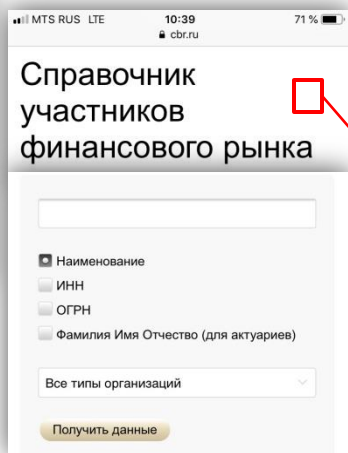 MTS RUS LTE 10:39 71 %
cbr.ru
Справочник
участников
финансового рынка
Наименование
ИНН
ОГРН
Фамилия Имя Отчество (для актуариев)
Все типы организаций
Получить данные